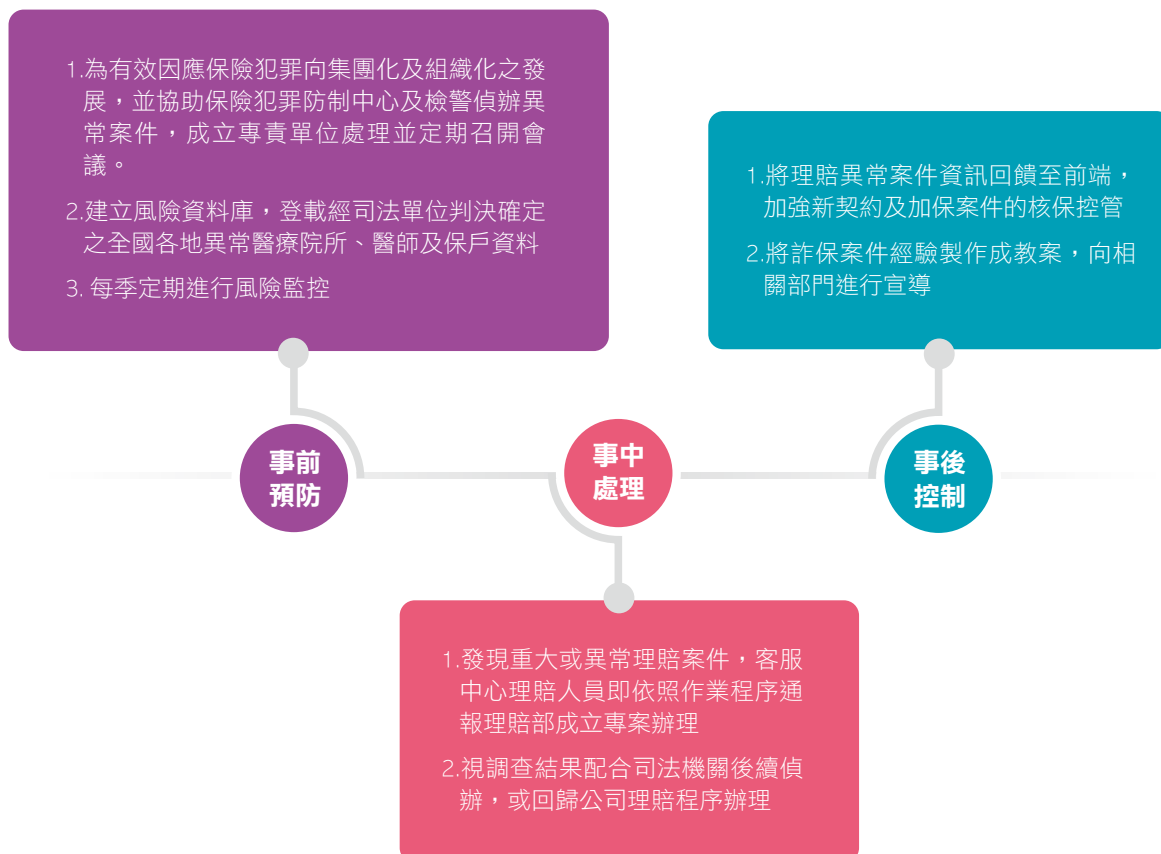 1.為有效因應保險犯罪向集團化及組織化之發
展，並協助保險犯罪防制中心及檢警偵辦異
常案件，成立專責單位處理並定期召開會
議。
2.建立風險資料庫，登載經司法單位判決確定
之全國各地異常醫療院所、醫師及保戶資料
3. 每季定期進行風險監控
事前
預防
事中
處理
1.發現重大或異常理賠案件，客服
中心理賠人員即依照作業程序通
報理賠部成立專案辦理
2.視調查結果配合司法機關後續偵
辦，或回歸公司理賠程序辦理
1.將理賠異常案件資訊回饋至前端，
加強新契約及加保案件的核保控管
2.將詐保案件經驗製作成教案，向相
關部門進行宣導
事後
控制